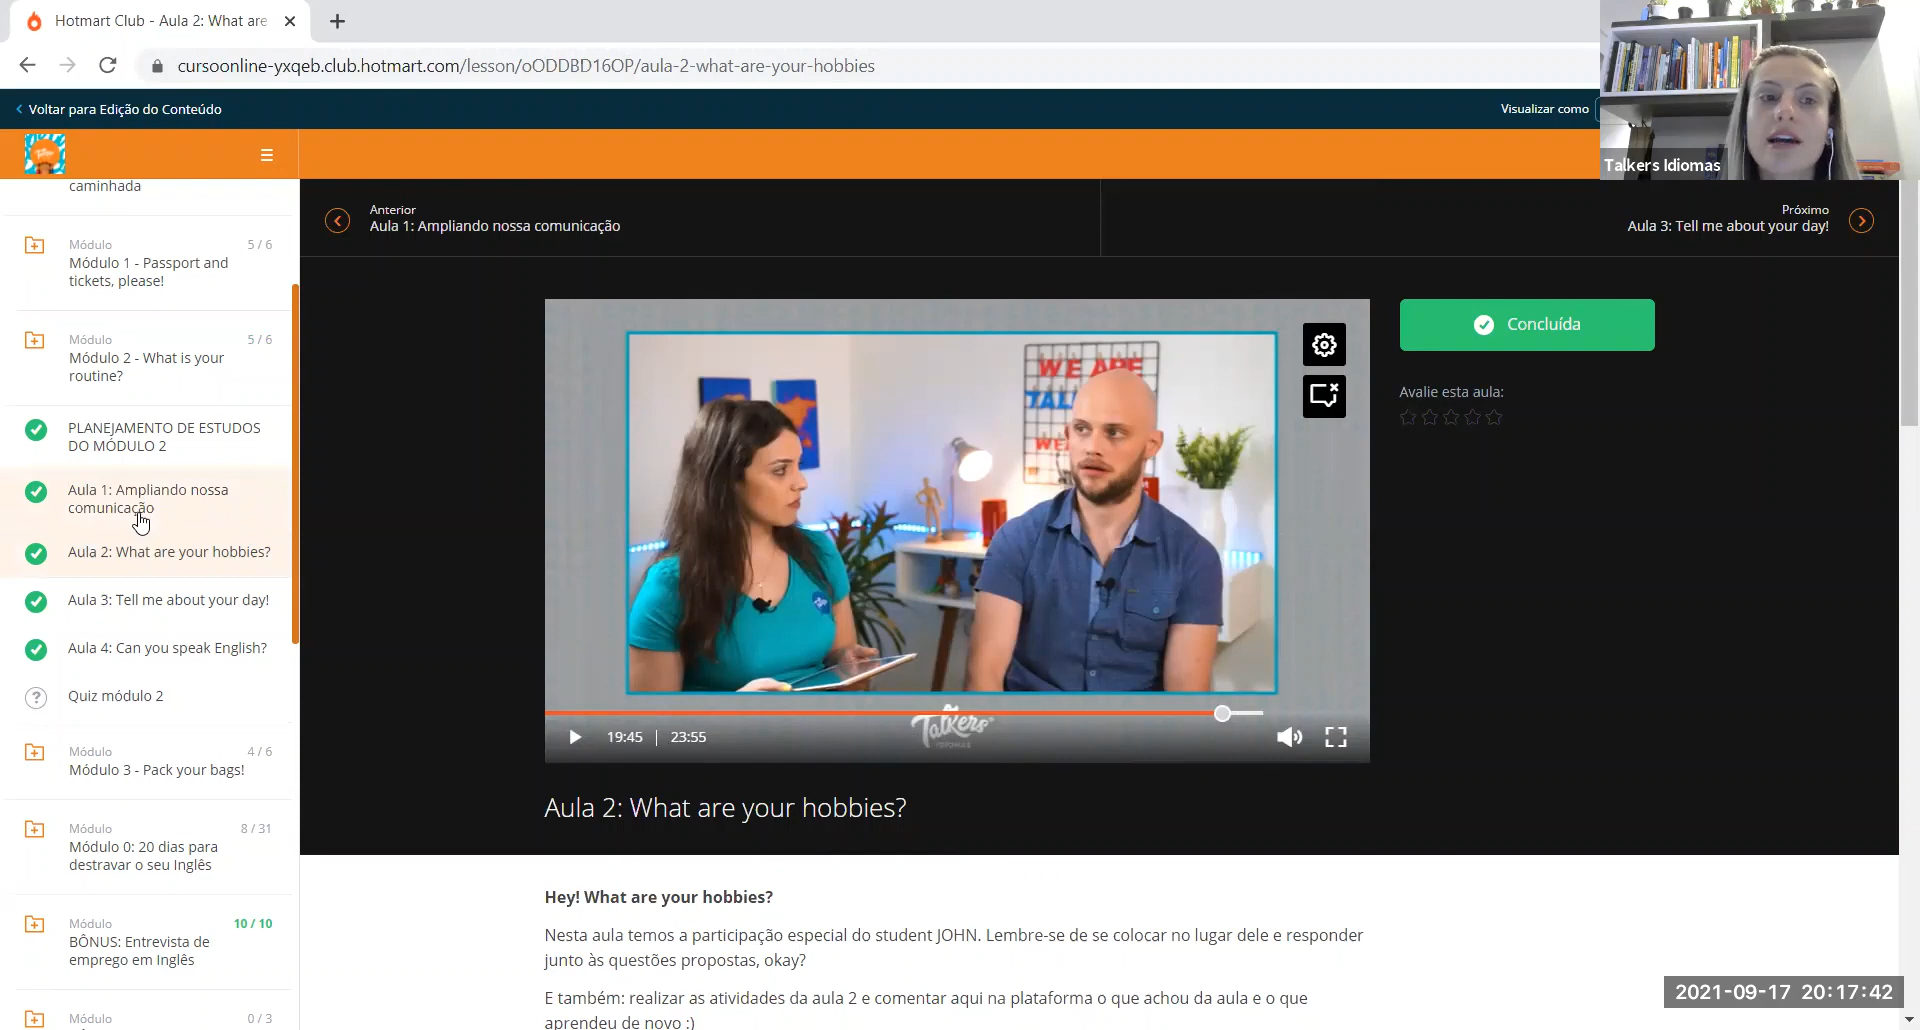 Hotmart Club - Aula 2: What are
cursoonline-yxqeb.club.hotmart.com/lesson/oODDBD16OP/aula-2-what-are-your-hobbies
Voltar para Edição do Conteúdo
Visualizar como
Talkers Idiomas
caminhada
Módulo 5 / 6
Módulo 1 - Passport and
tickets, please!
Módulo 5 / 6
Módulo 2 - What is your
routine?
PLANEJAMENTO DE ESTUDOS
DO MÓDULO 2
Aula 1: Ampliando nossa
comunicação
Aula 2: What are your hobbies?
Aula 3: Tell me about your day!
Aula 4: Can you speak English?
Quiz módulo 2
Módulo 4 / 6
Módulo 3 - Pack your bags!
Módulo 8 / 31
Módulo 0: 20 dias para
destravar o seu Inglês
Módulo 10 / 10
BÔNUS: Entrevista de
emprego em Inglês
Módulo 0 / 3
Anterior
Aula 1: Ampliando nossa comunicação
Próximo
Aula 3: Tell me about your day!
WE ARE
TAL
WE
Talkers
19:45 | 23:55
Concluída
Avalie esta aula:
Aula 2: What are your hobbies?
Hey! What are your hobbies?
Nesta aula temos a participação especial do student JOHN. Lembre-se de se colocar no lugar dele e responder
junto às questões propostas, okay?
E também: realizar as atividades da aula 2 e comentar aqui na plataforma o que achou da aula e o que
aprendeu de novo :)
2021-09-17 20:17:42